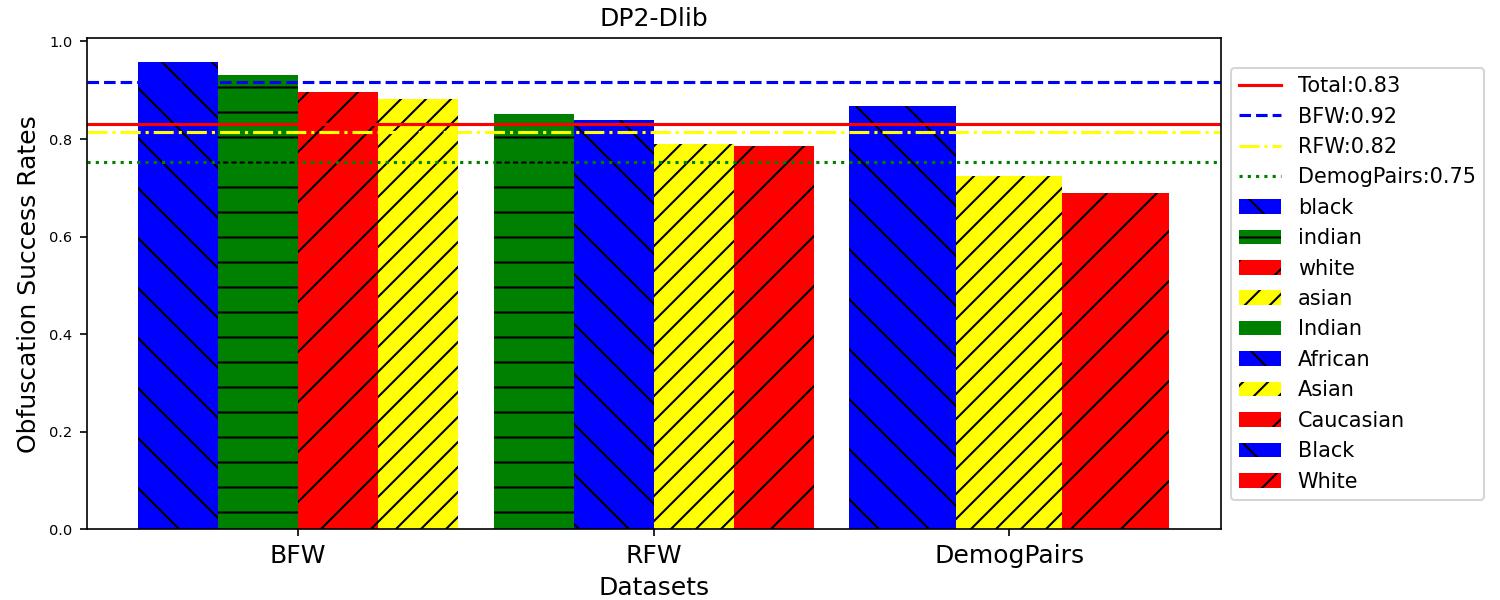 DP2-Dlib
Obfuscation Success Rates
1.0
0.8
0.6
0.4
0.2
0.0
BFW
RFW
DemogPairs
Datasets
Total:0.83
BFW:0.92
RFW:0.82
DemogPairs:0.75
black
indian
white
asian
Indian
African
Asian
Caucasian
Black
White